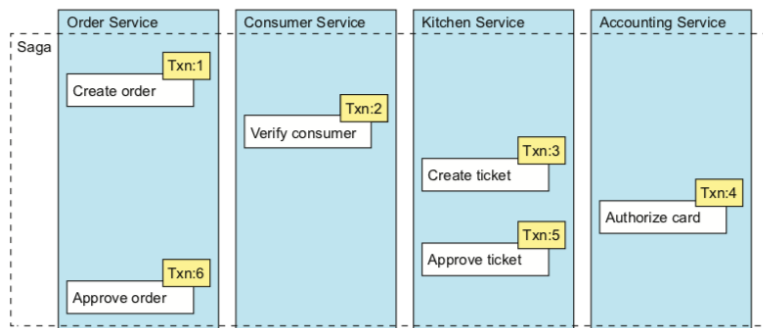 Order Service
Consumer Service
Kitchen Service
Accounting Service
Saga
Txn:1
Create order
Txn:2
Verify consumer
Txn:3
Create ticket
Txn:4
Authorize card
Txn:5
Approve ticket
Txn:6
Approve order